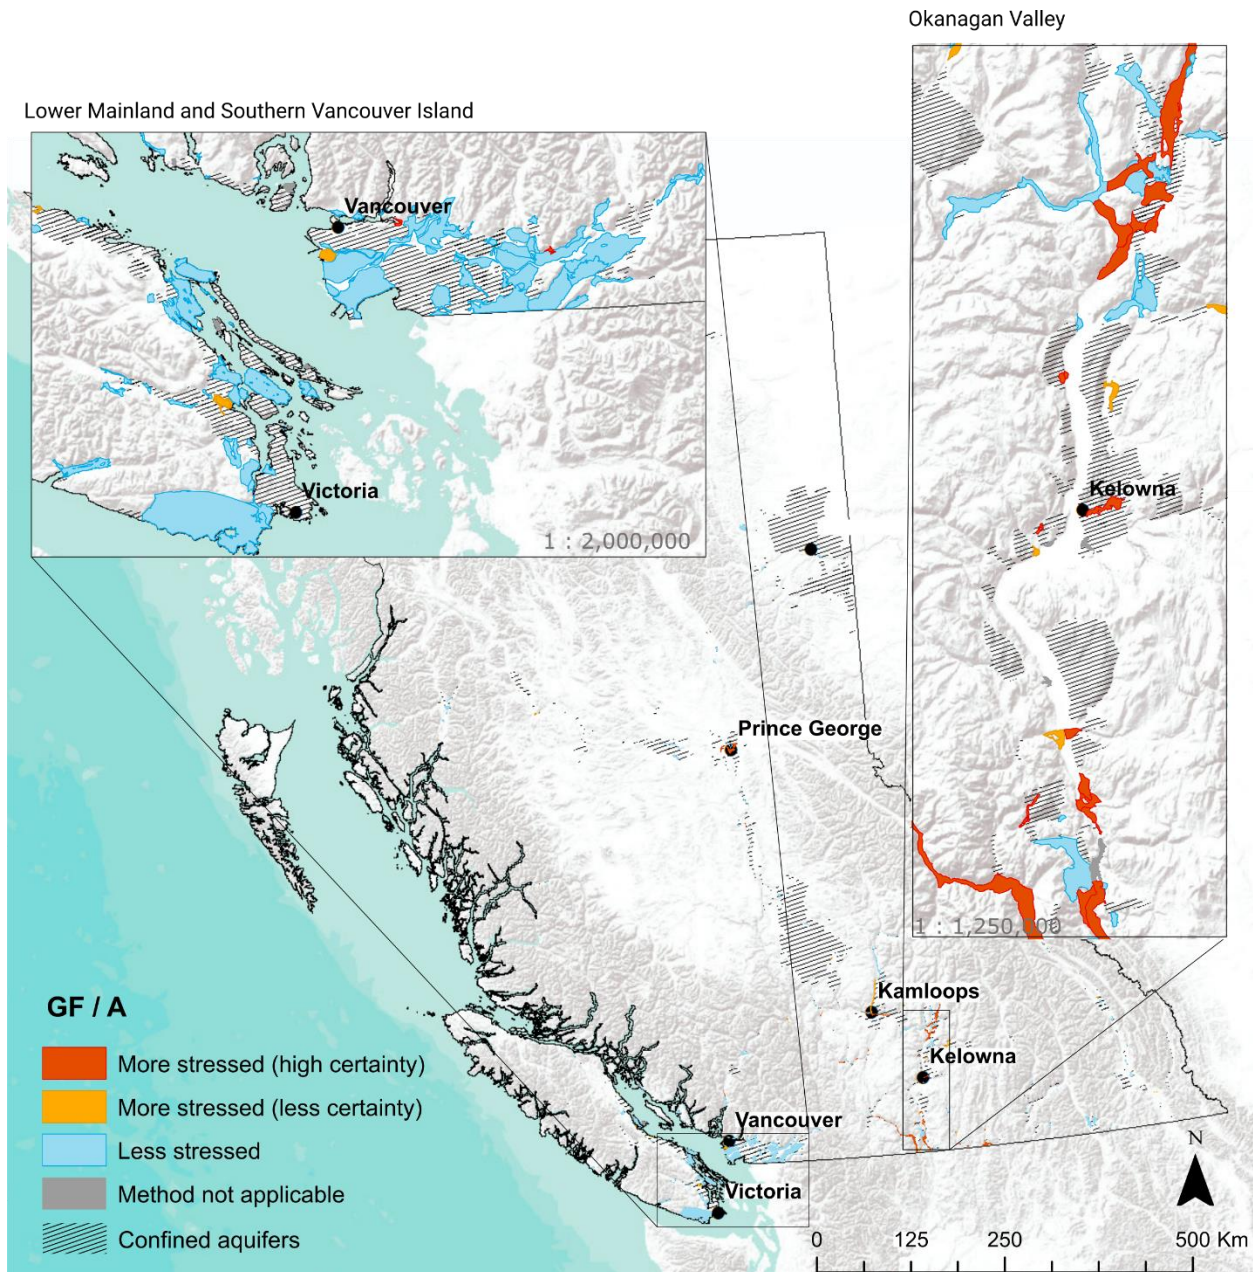 Okanagan Valley
Lower Mainland and Southern Vancouver Island
Vancouver
Victoria
1 : 2,000,000
Kelowna
1 : 1,250,000
Prince George
Kamloops
Kelowna
Vancouver
Victoria
GF / A
More stressed (high certainty)
More stressed (less certainty)
Less stressed
Method not applicable
Confined aquifers
N
0 125 250 500 Km